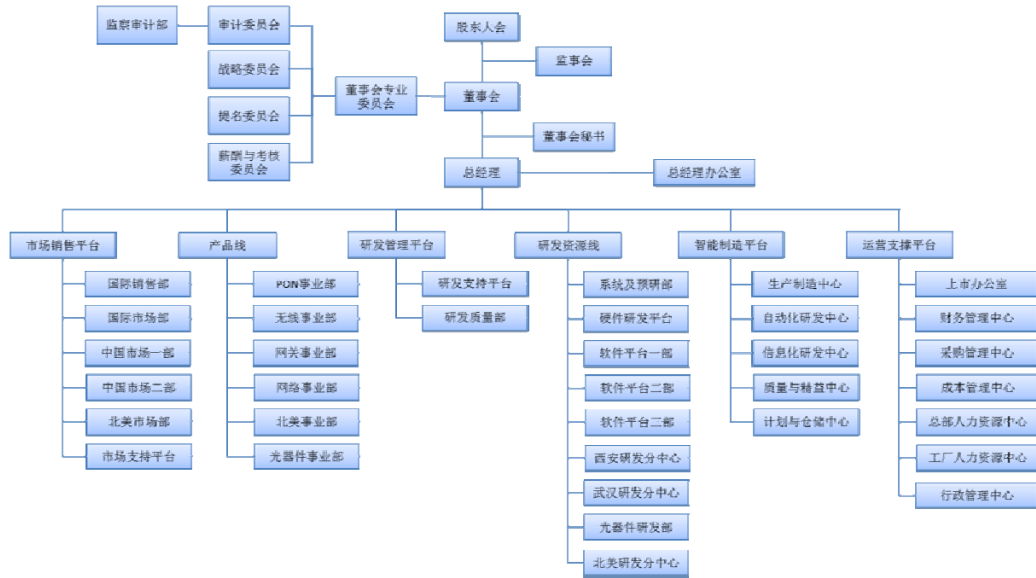 监察审计部
审计委员会
战略委员会
提名委员会
薪酬与考核
委员会
董事会专业
委员会
股东大会
监事会
董事会
董事会秘书
总经理
总经理办公室
市场销售平台
国际销售部
国际市场部
中国市场一部
中国市场二部
北美市场部
市场支持平台
产品线
PON事业部
无线事业部
网关事业部
网络事业部
北美事业部
光器件事业部
研发管理平台
研发支持平台
研发质量部
研发资源线
系统及预研部
硬件研发平台
软件平台一部
软件平台二部
软件平台三部
西安研发分中心
武汉研发分中心
光器件研发部
北美研发分中心
智能制造平台
生产制造中心
自动化研发中心
信息化研发中心
质量与精益中心
计划与仓储中心
运营支撑平台
上市办公室
财务管理中心
采购管理中心
成本管理中心
总部人力资源中心
工厂人力资源中心
行政管理中心